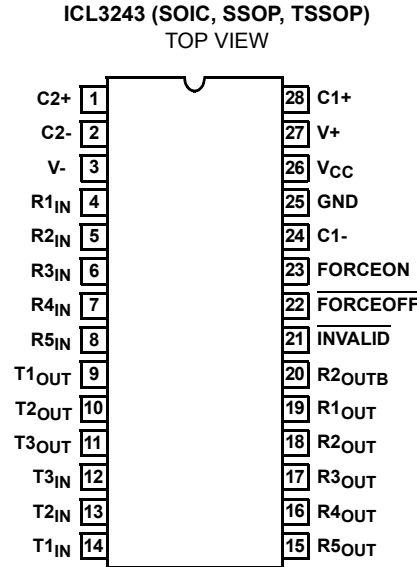 ICL3243 (SOIC, SSOP, TSSOP)
TOP VIEW
C2+ 1 28 C1+
C2- 2 27 V+
V- 3 26 VCC
R1IN 4 25 GND
R2IN 5 24 C1-
R3IN 6 23 FORCEON
R4IN 7 22 FORCEOFF
R5IN 8 21 INVALID
T1OUT 9 20 R2OUTB
T2OUT 10 19 R1OUT
T3OUT 11 18 R2OUT
T3IN 12 17 R3OUT
T2IN 13 16 R4OUT
T1IN 14 15 R5OUT